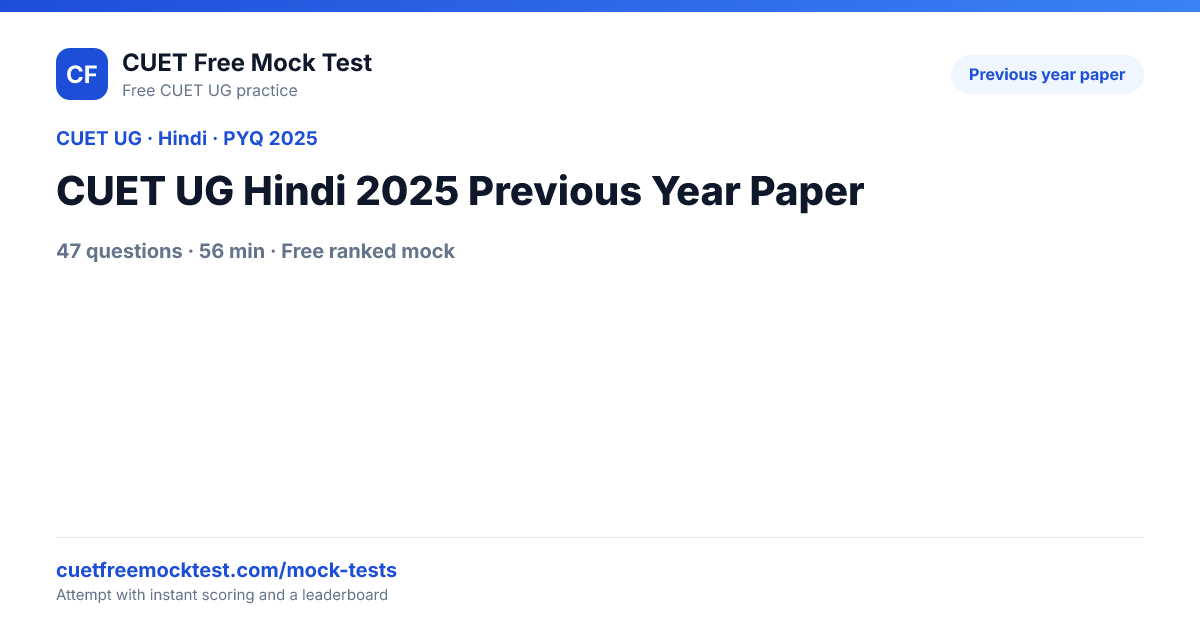 CF
CUET Free Mock Test
Free CUET UG practice
Previous year paper
CUET UG · Hindi · PYQ 2025
CUET UG Hindi 2025 Previous Year Paper
47 questions · 56 min · Free ranked mock
cuetfreemocktest.com/mock-tests
Attempt with instant scoring and a leaderboard